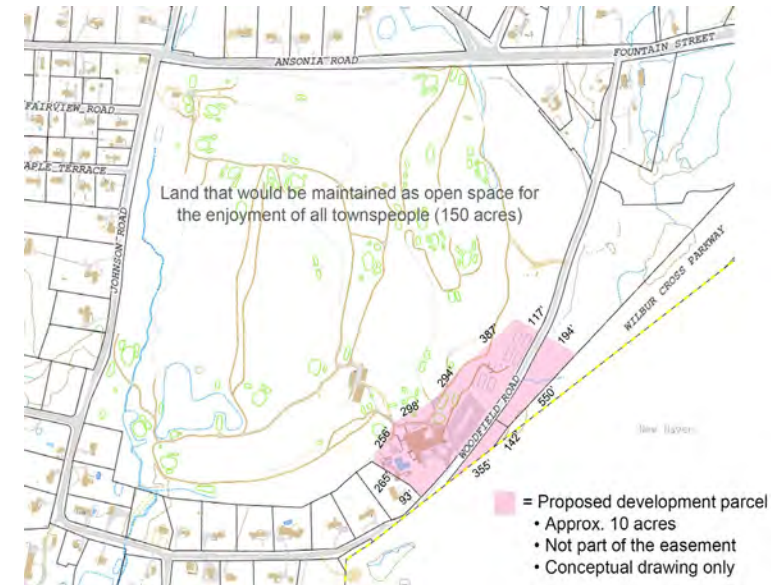 ANSONIA ROAD
FOUNTAIN STREET
FAIRVIEW ROAD
APLE TERRACE
JOHNSON ROAD
Land that would be maintained as open space for
the enjoyment of all townspeople (150 acres)
WILBUR CROSS PARKWAY
387'
117'
194'
294'
298'
256'
265'
93'
WOODFIELD ROAD
550'
142'
355'
New Haven
= Proposed development parcel
• Approx. 10 acres
• Not part of the easement
• Conceptual drawing only